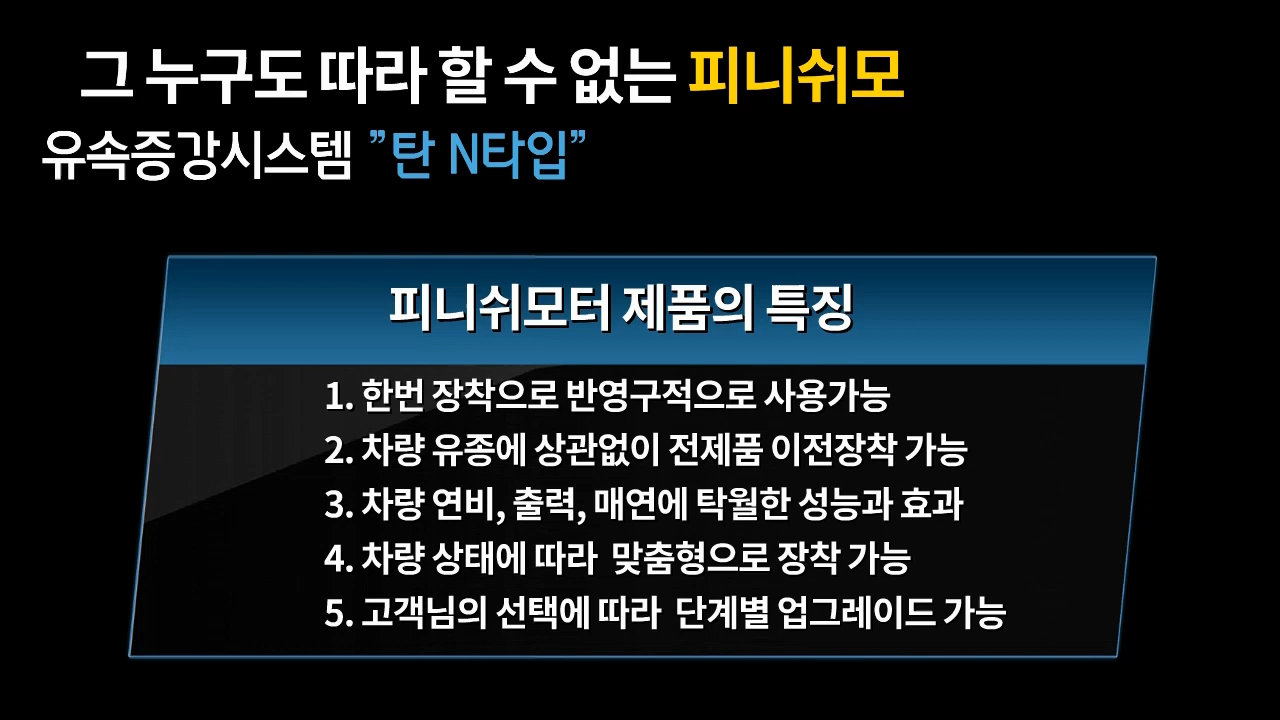 그 누구도 따라 할 수 없는 피니쉬모
유속증강시스템 ”탄 N타입”
피니쉬모터 제품의 특징
1. 한번 장착으로 반영구적으로 사용가능
2. 차량 유종에 상관없이 전제품 이전장착 가능
3. 차량 연비, 출력, 매연에 탁월한 성능과 효과
4. 차량 상태에 따라 맞춤형으로 장착 가능
5. 고객님의 선택에 따라 단계별 업그레이드 가능